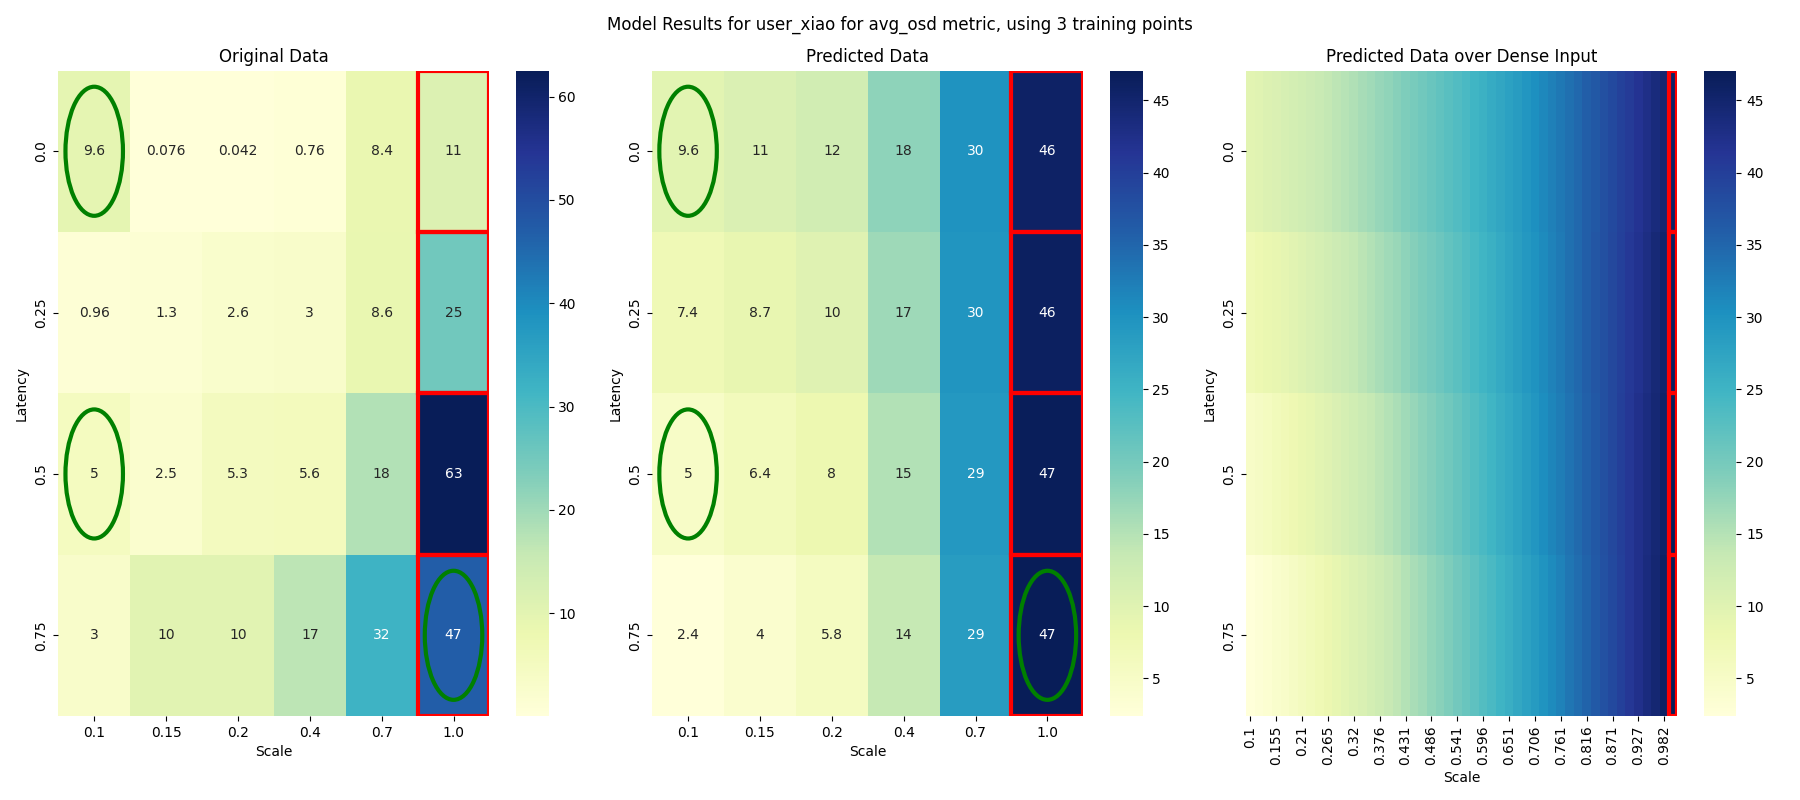 Model Results for user_xiao for avg_osd metric, using 3 training points
Original Data
9.6 0.076 0.042 0.76 8.4 11
0.96 1.3 2.6 3 8.6 25
5 2.5 5.3 5.6 18 63
3 10 10 17 32 47
0.0
0.25
0.5
0.75
Latency
0.1 0.15 0.2 0.4 0.7 1.0
Scale
60
50
40
30
20
10
Predicted Data
9.6 11 12 18 30 46
7.4 8.7 10 17 30 46
5 6.4 8 15 29 47
2.4 4 5.8 14 29 47
0.0
0.25
0.5
0.75
Latency
0.1 0.15 0.2 0.4 0.7 1.0
Scale
45
40
35
30
25
20
15
10
5
Predicted Data over Dense Input
0.0
0.25
0.5
0.75
Latency
0.1 0.155 0.21 0.265 0.32 0.376 0.431 0.486 0.541 0.596 0.651 0.706 0.761 0.816 0.871 0.927 0.982
Scale
45
40
35
30
25
20
15
10
5